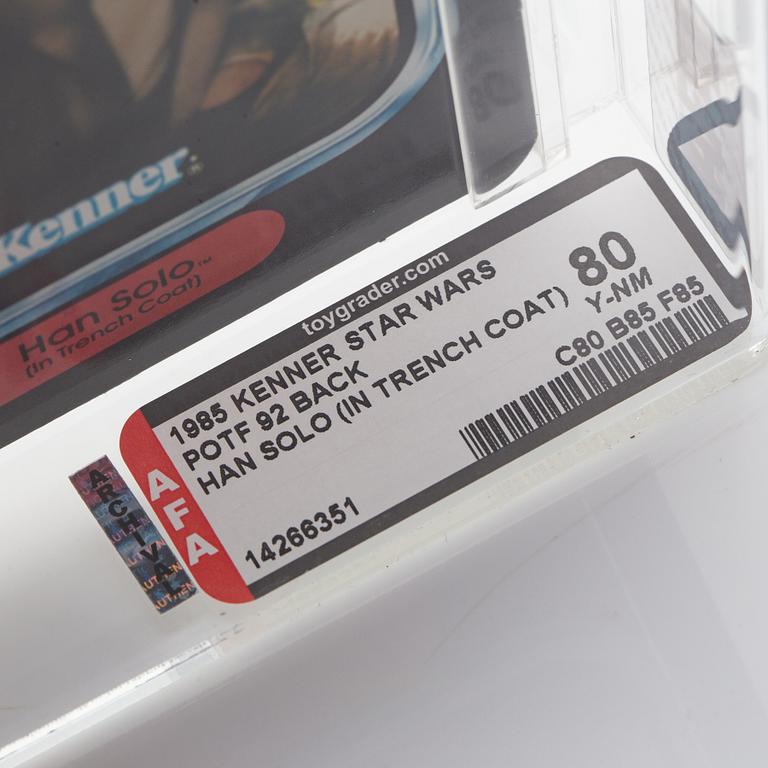 Kenner
Han Solo™
(In Trench Coat)
toygrader.com
1985 KENNER STAR WARS
POTF 92 BACK
HAN SOLO (IN TRENCH COAT)
80
Y-NM
C80 B85 F85
14266351
AFA
ARCHIVAL